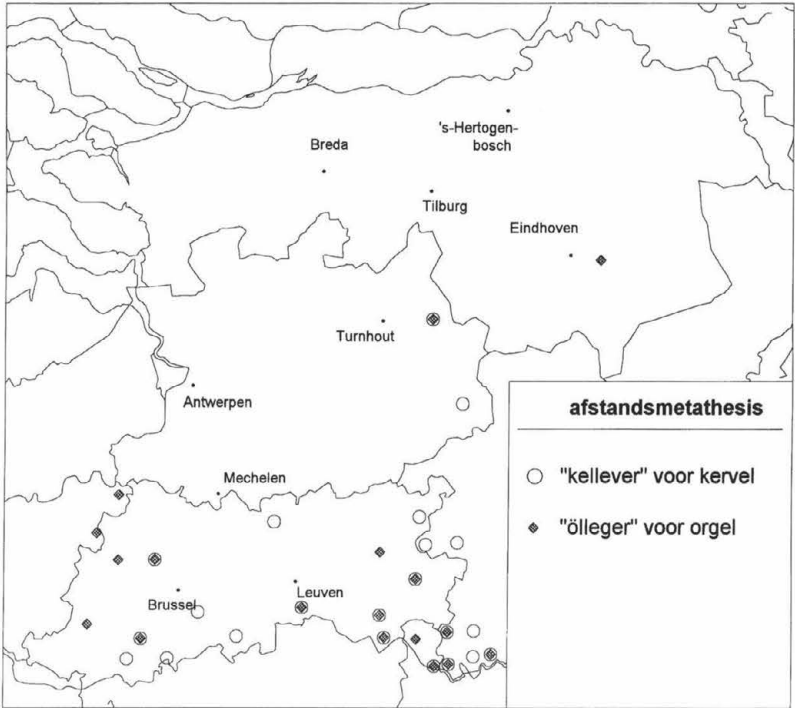 's-Hertogen-
bosch
Breda
Tilburg
Eindhoven
Turnhout
Antwerpen
Mechelen
Brussel
Leuven
afstandsmetathesis
"kellever" voor kervel
"ölleger" voor orgel